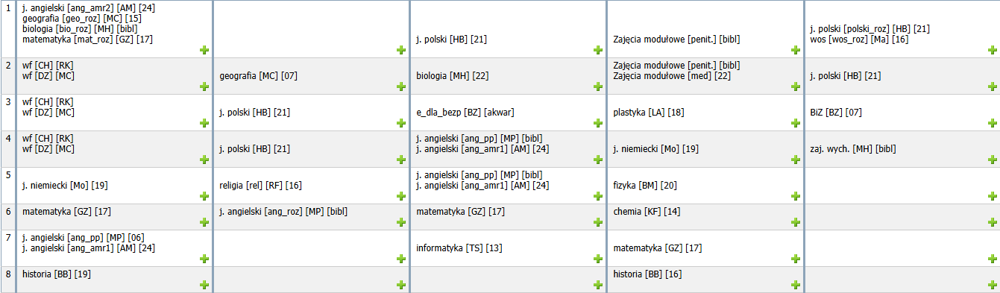 1
j. angielski [ang_amr2] [AM] [24]
geografia [geo_roz] [MC] [15]
biologia [bio_roz] [MH] [bibl]
matematyka [mat_roz] [GZ] [17]
j. polski [HB] [21]
Zajęcia modułowe [penit.] [bibl]
j. polski [polski_roz] [HB] [21]
wos [wos_roz] [Ma] [16]
2
wf [CH] [RK]
wf [DZ] [MC]
geografia [MC] [07]
biologia [MH] [22]
Zajęcia modułowe [penit.] [bibl]
Zajęcia modułowe [med] [22]
j. polski [HB] [21]
3
wf [CH] [RK]
wf [DZ] [MC]
j. polski [HB] [21]
e_dla_bezp [BZ] [akwar]
plastyka [LA] [18]
BiZ [BZ] [07]
4
wf [CH] [RK]
wf [DZ] [MC]
j. polski [HB] [21]
j. angielski [ang_pp] [MP] [bibl]
j. angielski [ang_amr1] [AM] [24]
j. niemiecki [Mo] [19]
zaj. wych. [MH] [bibl]
5
j. niemiecki [Mo] [19]
religia [rel] [RF] [16]
j. angielski [ang_pp] [MP] [bibl]
j. angielski [ang_amr1] [AM] [24]
fizyka [BM] [20]
6
matematyka [GZ] [17]
j. angielski [ang_roz] [MP] [bibl]
matematyka [GZ] [17]
chemia [KF] [14]
7
j. angielski [ang_pp] [MP] [06]
j. angielski [ang_amr1] [AM] [24]
informatyka [TS] [13]
matematyka [GZ] [17]
8
historia [BB] [19]
historia [BB] [16]